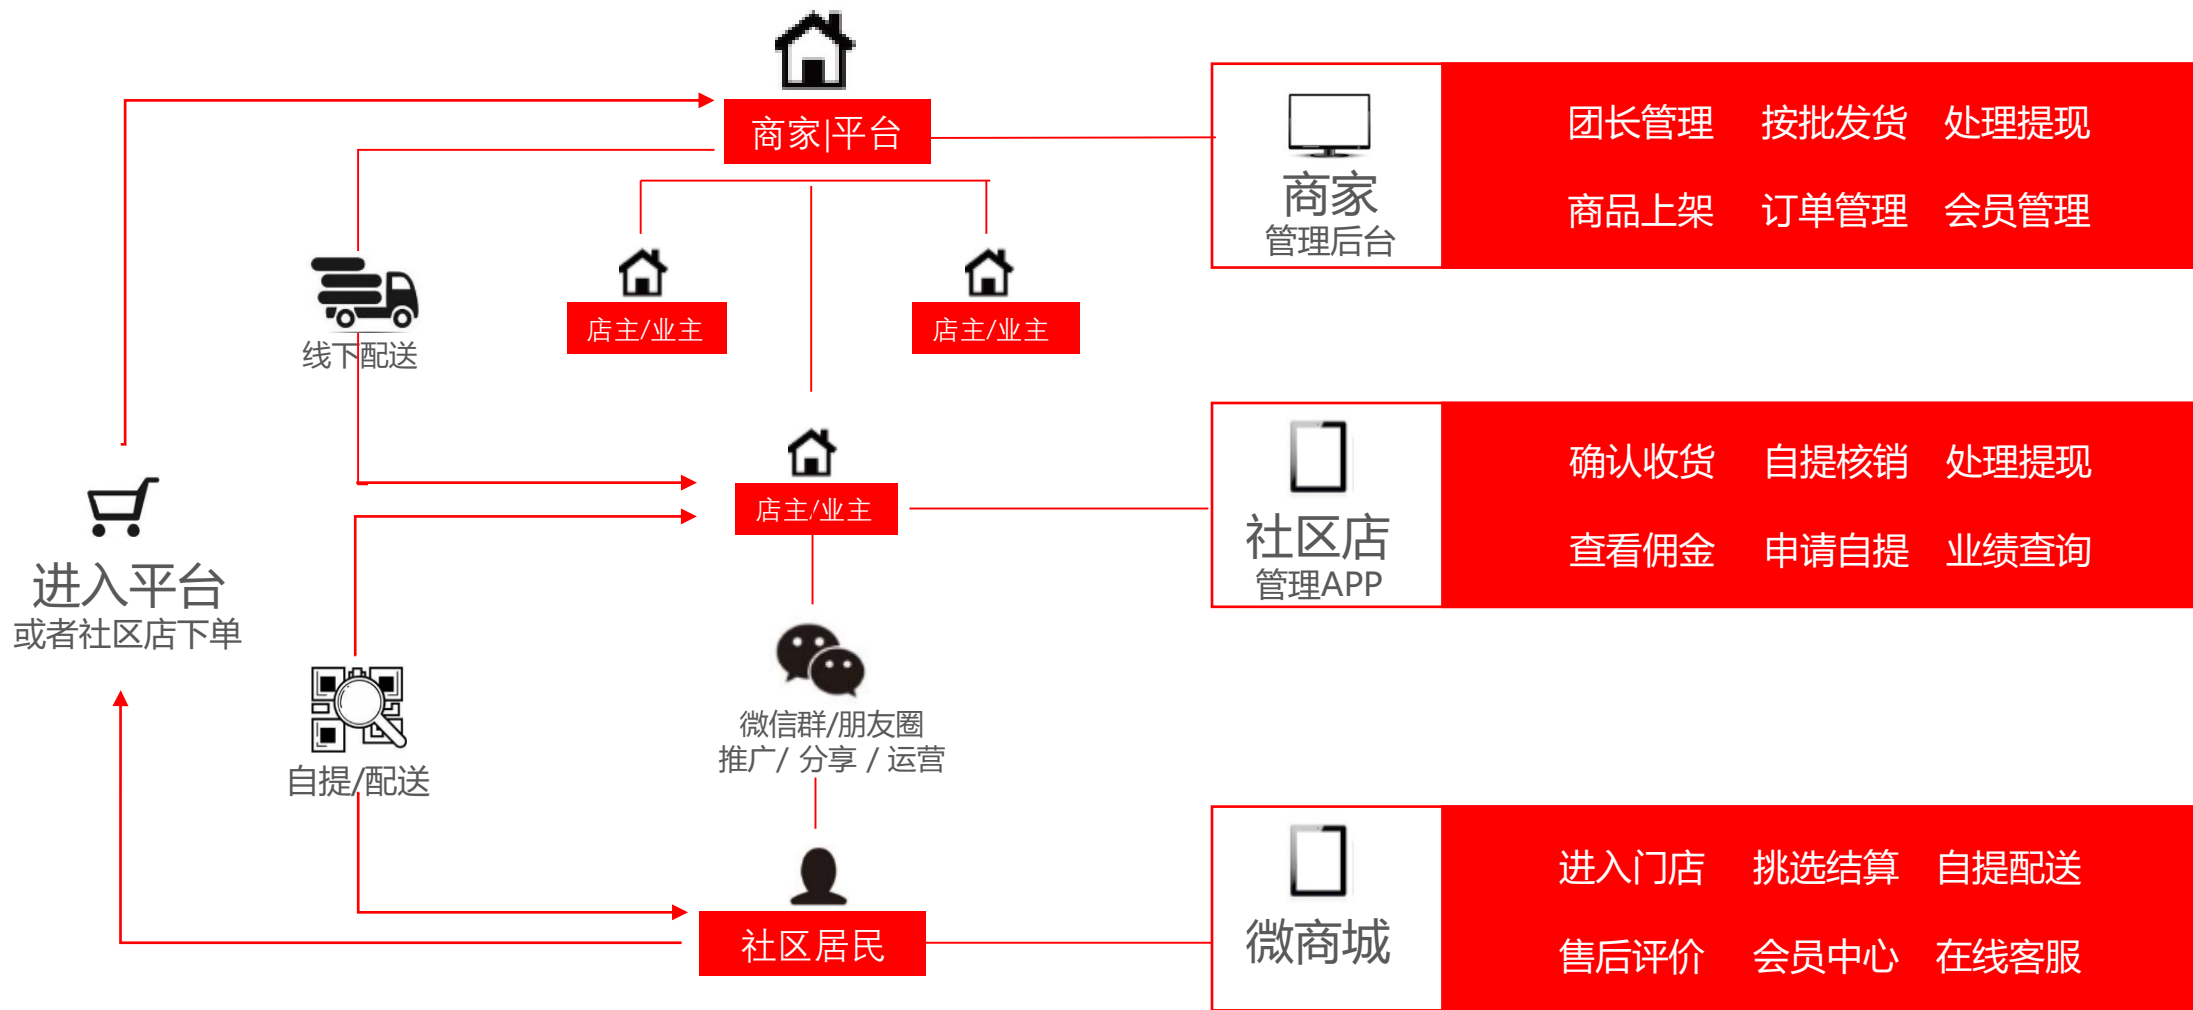 商家|平台
团长管理 按批发货 处理提现
商家
管理后台
商品上架 订单管理 会员管理
店主/业主
店主/业主
线下配送
店主/业主
确认收货 自提核销 处理提现
社区店
管理APP
查看佣金 申请自提 业绩查询
进入平台
或者社区店下单
微信群/朋友圈
推广/ 分享 / 运营
自提/配送
社区居民
微商城
进入门店 挑选结算 自提配送
售后评价 会员中心 在线客服